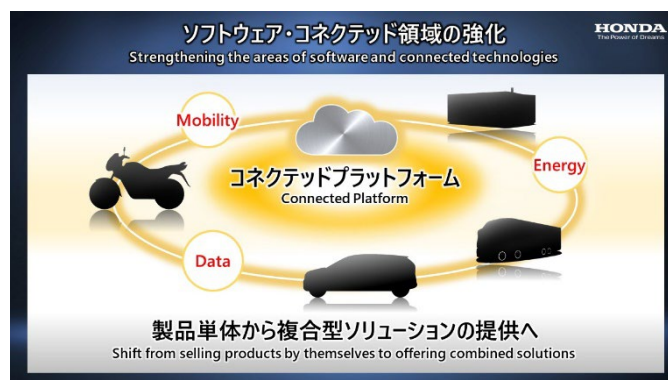 ソフトウェア・コネクテッド領域の強化
Strengthening the areas of software and connected technologies
HONDA
The Power of Dreams
Mobility
Energy
コネクテッドプラットフォーム
Connected Platform
Data
製品単体から複合型ソリューションの提供へ
Shift from selling products by themselves to offering combined solutions